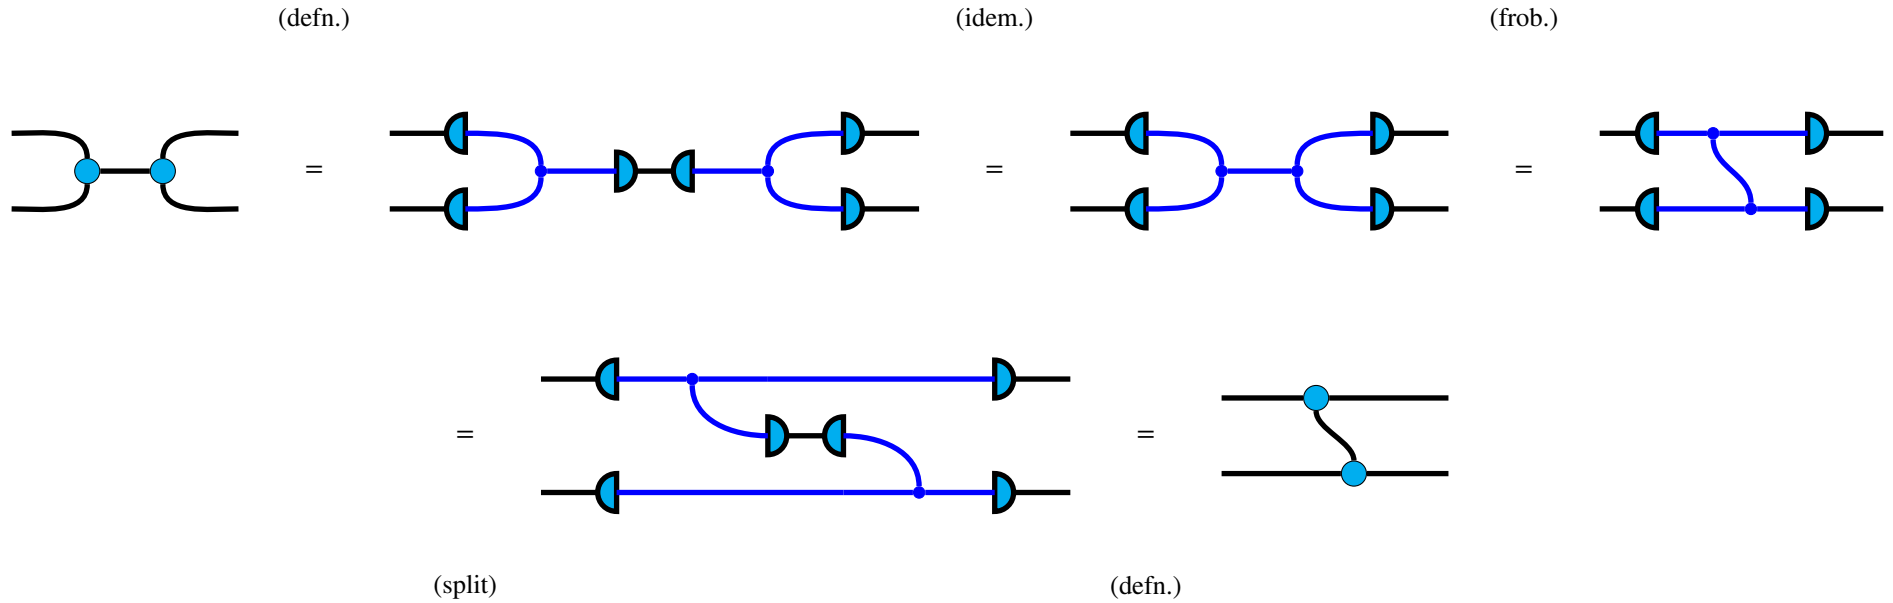 (defn.) (idem.) (frob.)
= = =
= =
(split) (defn.)